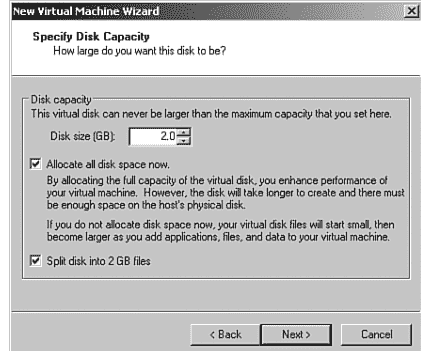 New Virtual Machine Wizard
Specify Disk Capacity
How large do you want this disk to be?
Disk capacity
This virtual disk can never be larger than the maximum capacity that you set here.
Disk size (GB): 2.0
Allocate all disk space now.
By allocating the full capacity of the virtual disk, you enhance performance of
your virtual machine. However, the disk will take longer to create and there must
be enough space on the host's physical disk.
If you do not allocate disk space now, your virtual disk files will start small, then
become larger as you add applications, files, and data to your virtual machine.
Split disk into 2 GB files
< Back Next > Cancel